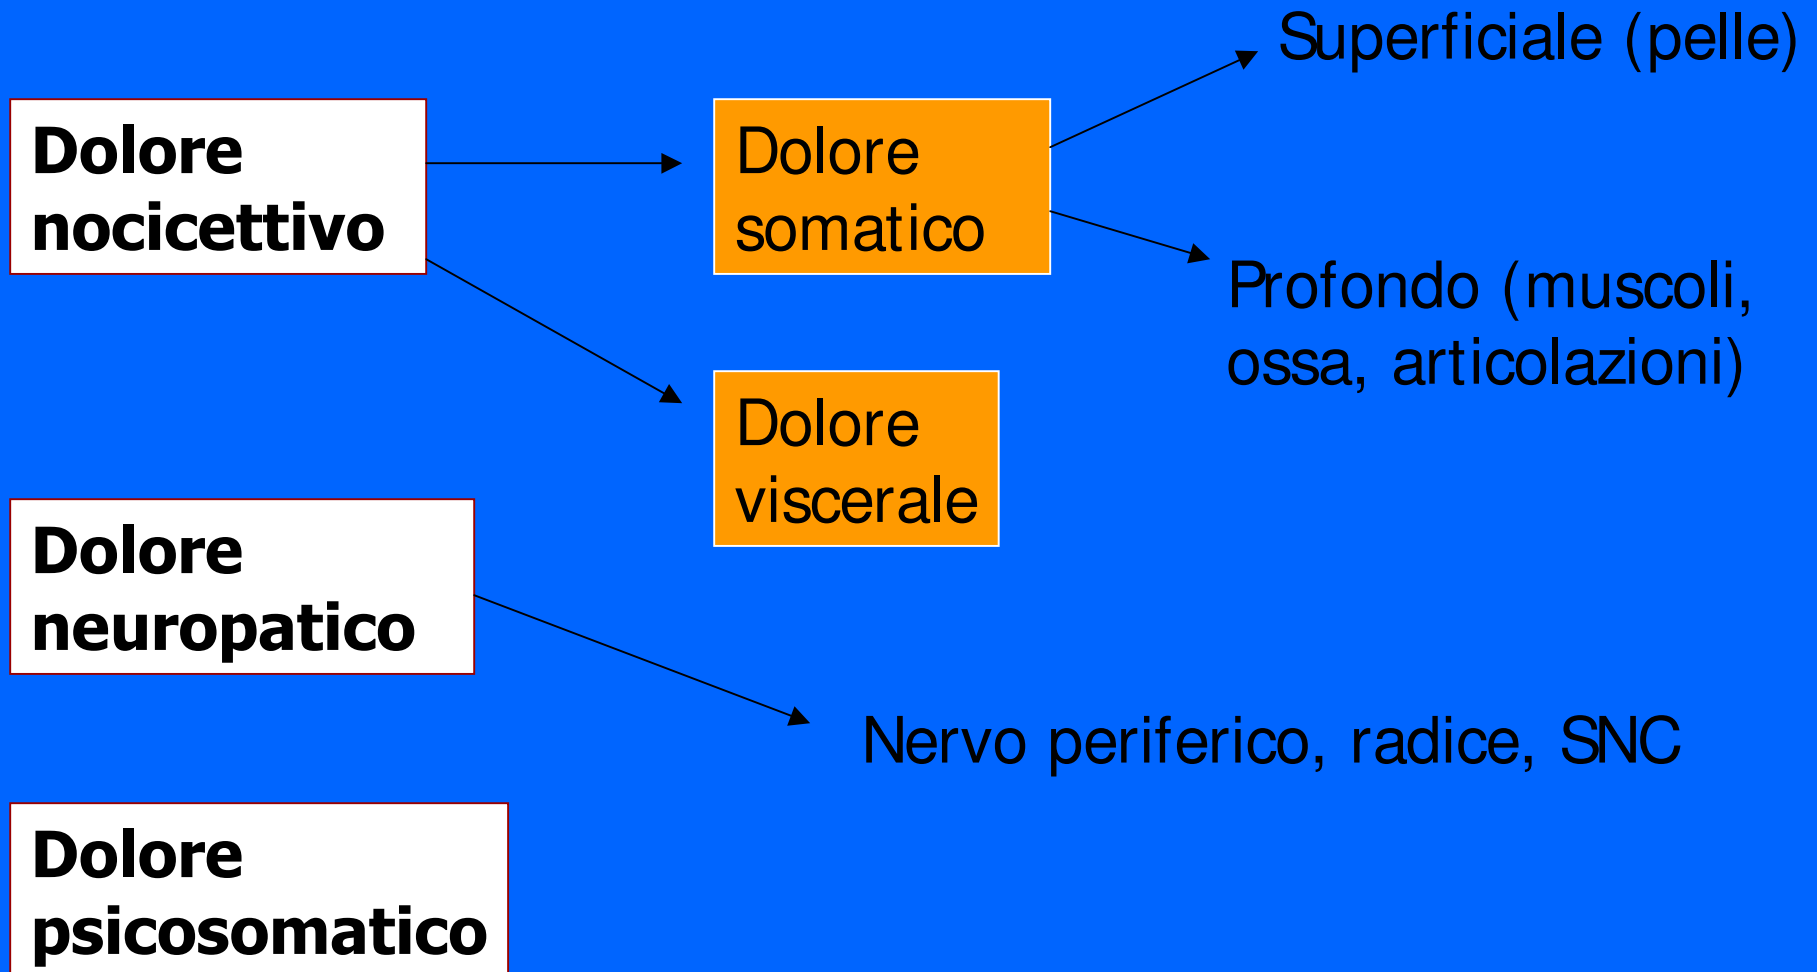 Superficiale (pelle)
Dolore
nocicettivo
Dolore
somatico
Profondo (muscoli,
ossa, articolazioni)
Dolore
viscerale
Dolore
neuropatico
Nervo periferico, radice, SNC
Dolore
psicosomatico